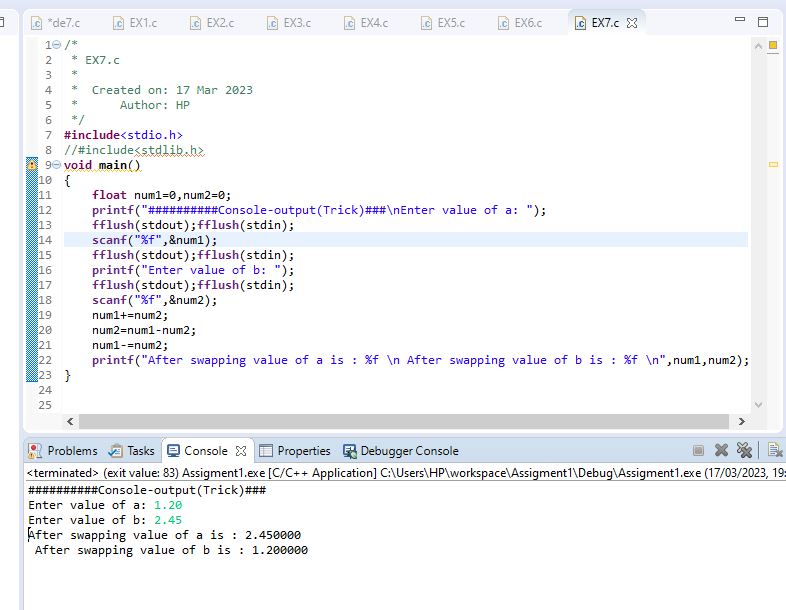 *de7.c EX1.c EX2.c EX3.c EX4.c EX5.c EX6.c EX7.c
1 /*
2  * EX7.c
3  *
4  *  Created on: 17 Mar 2023
5  *      Author: HP
6  */
7 #include<stdio.h>
8 //#include<stdlib.h>
9 void main()
10 {
11     float num1=0,num2=0;
12     printf("##########Console-output(Trick)###\nEnter value of a: ");
13     fflush(stdout);fflush(stdin);
14     scanf("%f",&num1);
15     fflush(stdout);fflush(stdin);
16     printf("Enter value of b: ");
17     fflush(stdout);fflush(stdin);
18     scanf("%f",&num2);
19     num1+=num2;
20     num2=num1-num2;
21     num1-=num2;
22     printf("After swapping value of a is : %f \n After swapping value of b is : %f \n",num1,num2);
23 }
24
25
Problems Tasks Console Properties Debugger Console
<terminated> (exit value: 83) Assigment1.exe [C/C++ Application] C:\Users\HP\workspace\Assigment1\Debug\Assigment1.exe (17/03/2023, 19:
##########Console-output(Trick)###
Enter value of a: 1.20
Enter value of b: 2.45
After swapping value of a is : 2.450000
 After swapping value of b is : 1.200000